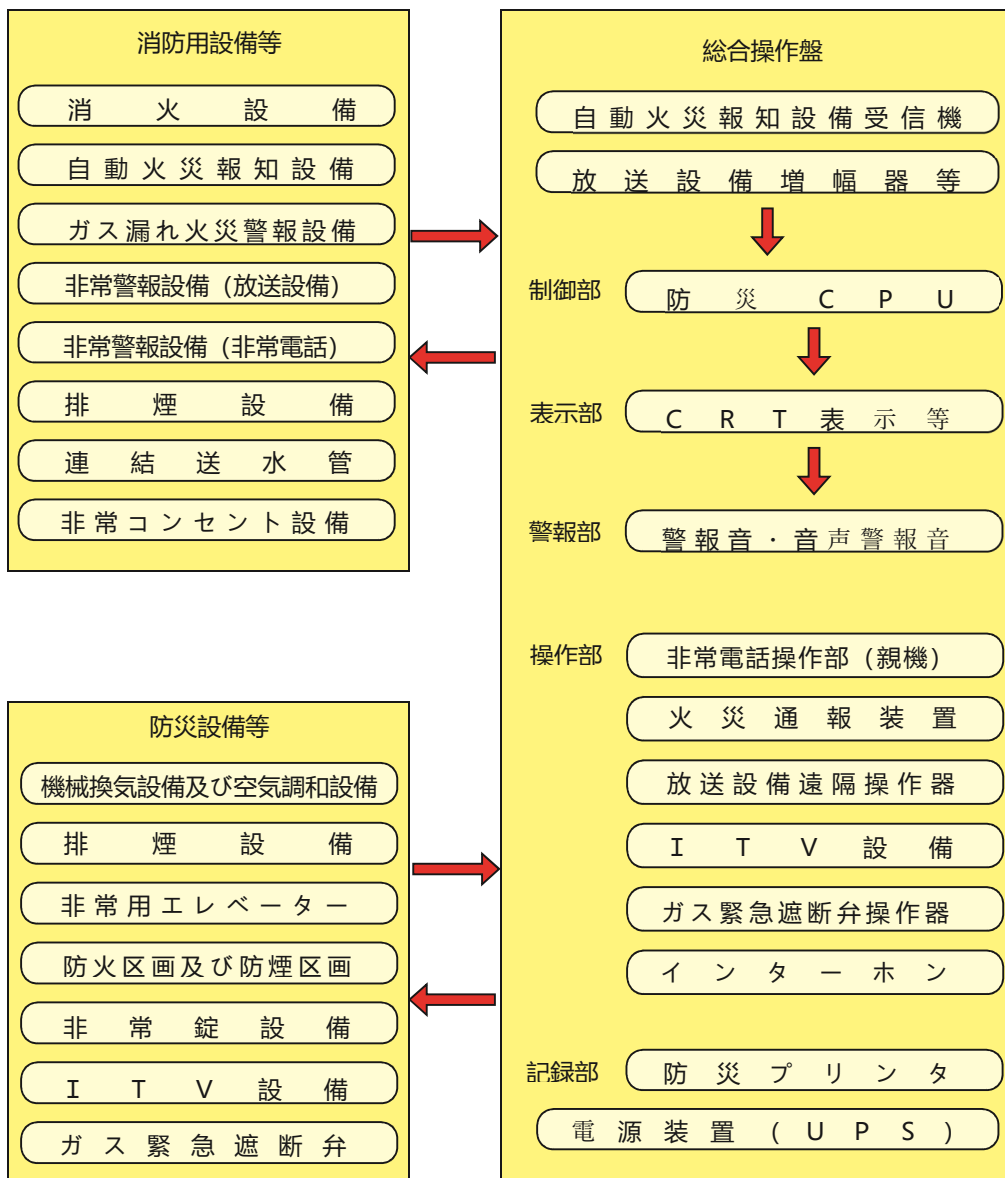 消防用設備等
消火設備
自動火災報知設備
ガス漏れ火災警報設備
非常警報設備（放送設備）
非常警報設備（非常電話）
排煙設備
連結送水管
非常コンセント設備
防災設備等
機械換気設備及び空気調和設備
排煙設備
非常用エレベーター
防火区画及び防煙区画
非常錠設備
ＩＴＶ設備
ガス緊急遮断弁
総合操作盤
自動火災報知設備受信機
放送設備増幅器等
制御部 防災ＣＰＵ
表示部 ＣＲＴ表示等
警報部 警報音・音声警報音
操作部 非常電話操作部（親機）
火災通報装置
放送設備遠隔操作器
ＩＴＶ設備
ガス緊急遮断弁操作器
インターホン
記録部 防災プリンタ
電源装置（ＵＰＳ）